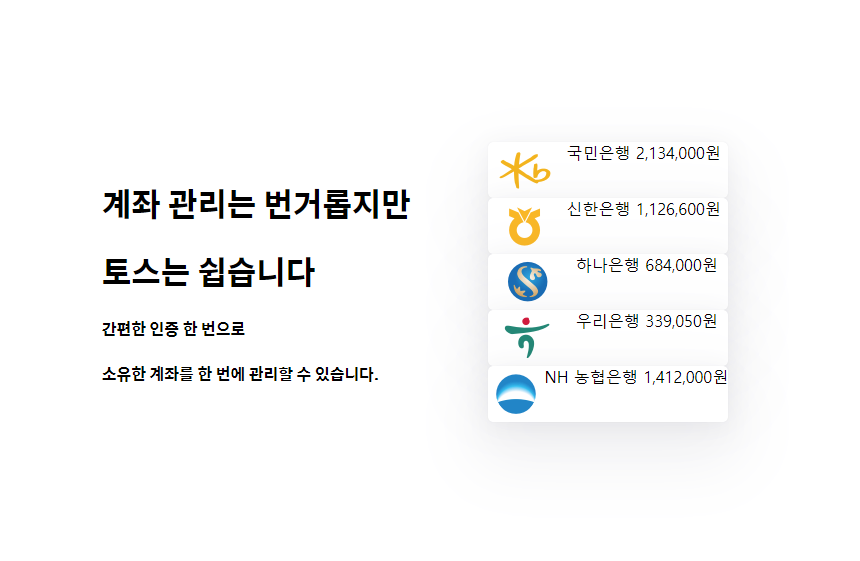 계좌 관리는 번거롭지만
토스는 쉽습니다
간편한 인증 한 번으로
소유한 계좌를 한 번에 관리할 수 있습니다.
국민은행 2,134,000원
신한은행 1,126,600원
하나은행 684,000원
우리은행 339,050원
NH 농협은행 1,412,000원